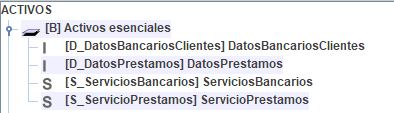 ACTIVOS
[B] Activos esenciales
I [D_DatosBancariosClientes] DatosBancariosClientes
I [D_DatosPrestamos] DatosPrestamos
S [S_ServiciosBancarios] ServiciosBancarios
S [S_ServicioPrestamos] ServicioPrestamos